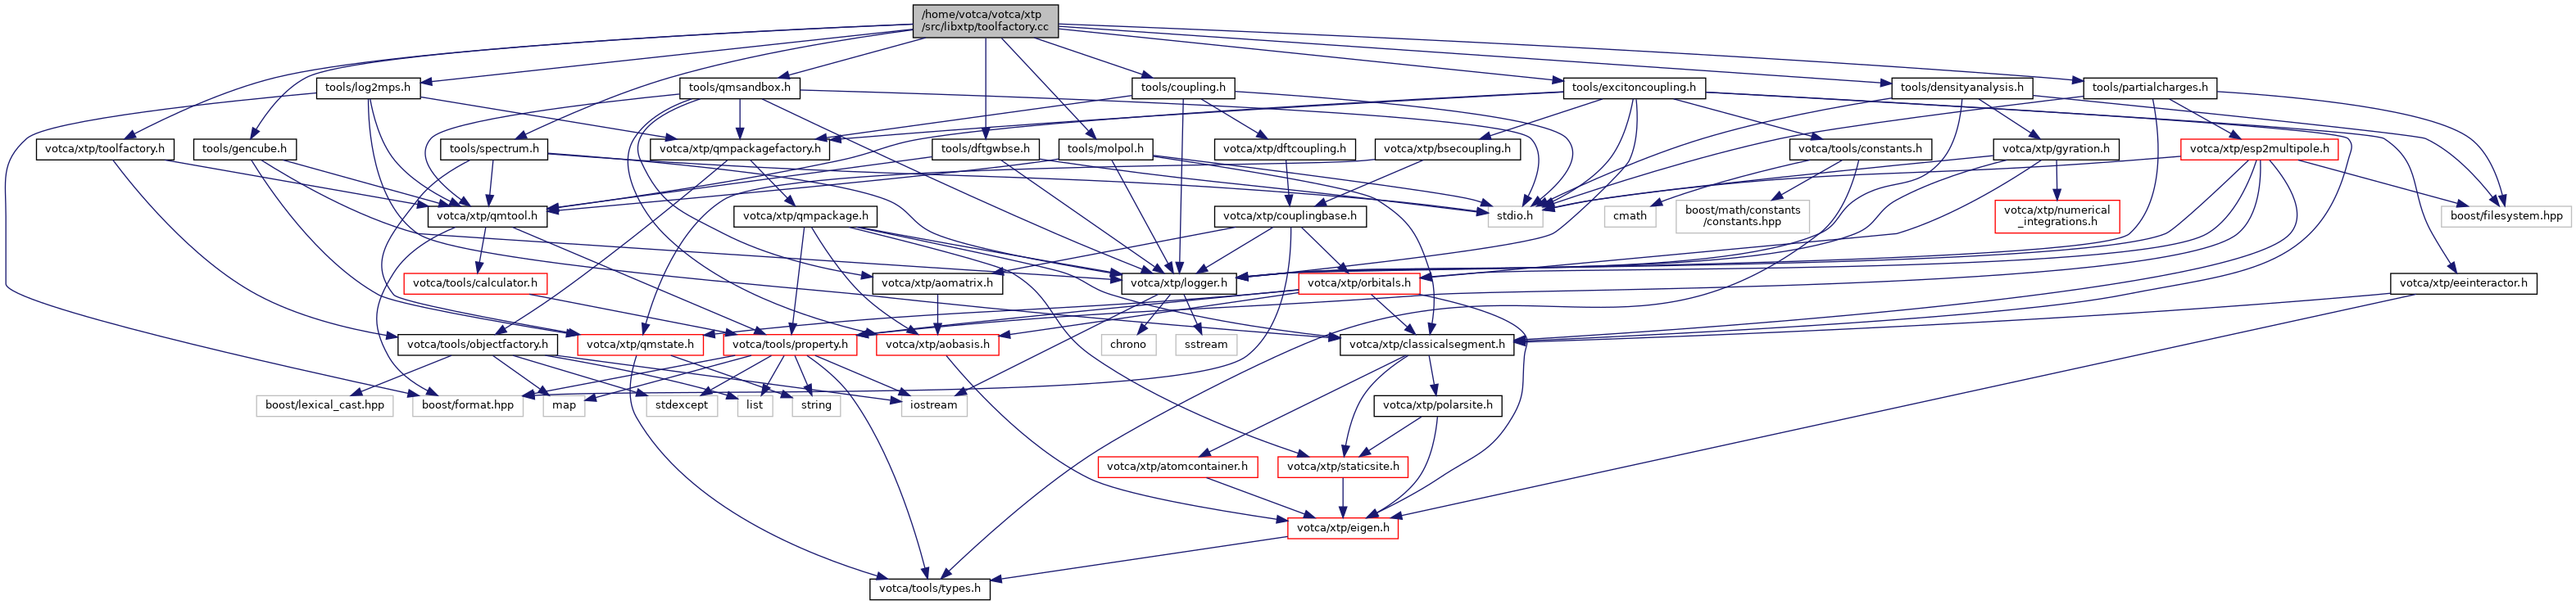 /home/votca/votca/xtp
/src/libxtp/toolfactory.cc
tools/log2mps.h
tools/qmsandbox.h
tools/coupling.h
tools/excitoncoupling.h
tools/densityanalysis.h
tools/partialcharges.h
votca/xtp/toolfactory.h
tools/gencube.h
tools/spectrum.h
votca/xtp/qmpackagefactory.h
tools/dftgwbse.h
tools/molpol.h
votca/xtp/dftcoupling.h
votca/xtp/bsecoupling.h
votca/tools/constants.h
votca/xtp/gyration.h
votca/xtp/esp2multipole.h
votca/xtp/qmtool.h
votca/xtp/qmpackage.h
votca/xtp/couplingbase.h
stdio.h
cmath
boost/math/constants
/constants.hpp
votca/xtp/numerical
_integrations.h
boost/filesystem.hpp
votca/tools/calculator.h
votca/xtp/aomatrix.h
votca/xtp/logger.h
votca/xtp/orbitals.h
votca/xtp/eeinteractor.h
votca/tools/objectfactory.h
votca/xtp/qmstate.h
votca/tools/property.h
votca/xtp/aobasis.h
chrono
sstream
votca/xtp/classicalsegment.h
boost/lexical_cast.hpp
boost/format.hpp
map
stdexcept
list
string
iostream
votca/xtp/polarsite.h
votca/xtp/atomcontainer.h
votca/xtp/staticsite.h
votca/xtp/eigen.h
votca/tools/types.h